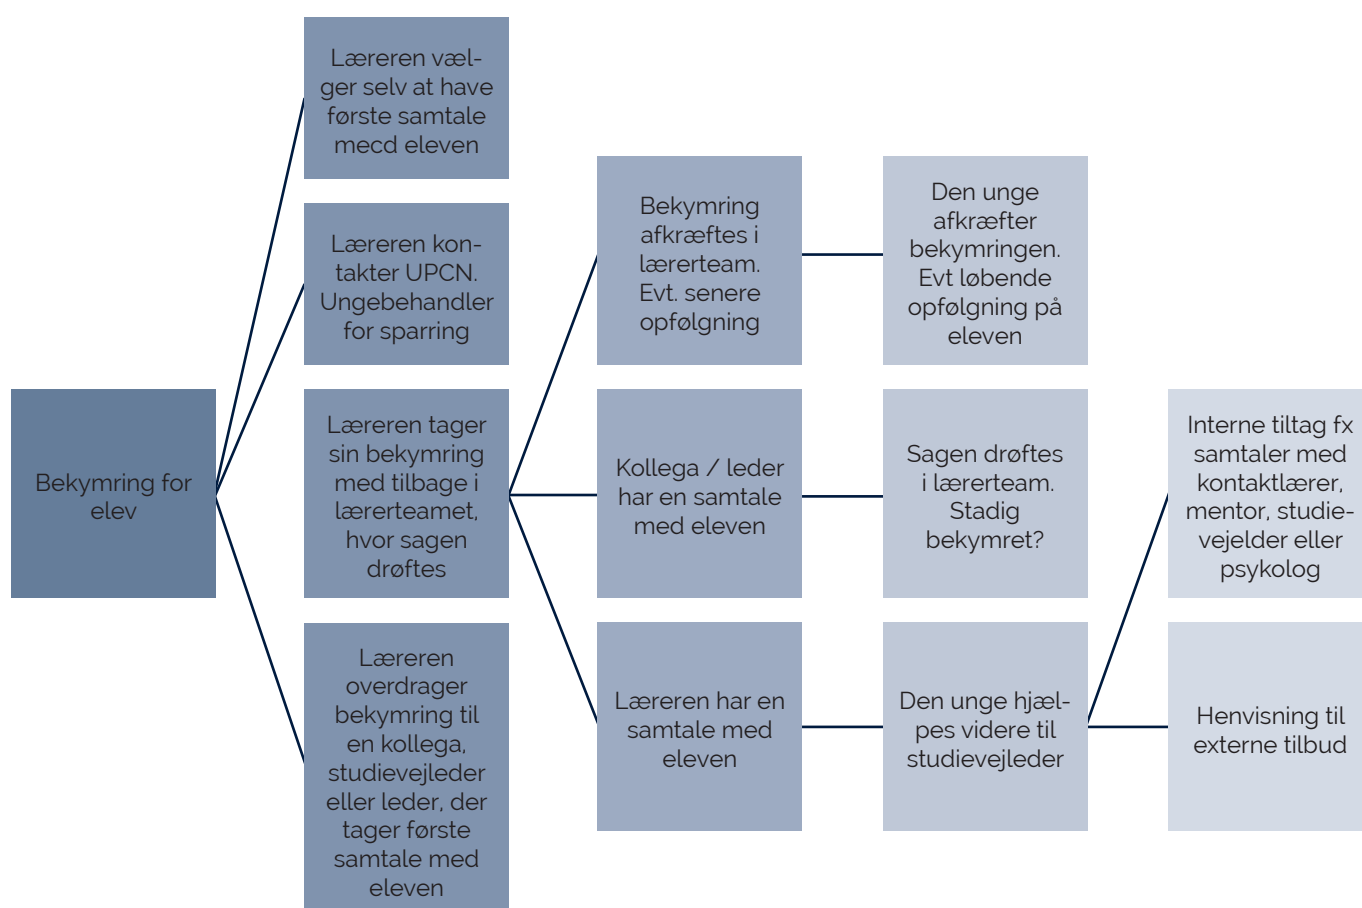 Bekymring for
elev
Læreren væl-
ger selv at have
første samtale
mecd eleven
Læreren kon-
takter UPCN.
Ungebehandler
for sparring
Læreren tager
sin bekymring
med tilbage i
lærerteamet,
hvor sagen
drøftes
Læreren
overdrager
bekymring til
en kollega,
studievejleder
eller leder, der
tager første
samtale med
eleven
Bekymring
afkræftes i
lærerteam.
Evt. senere
opfølgning
Kollega / leder
har en samtale
med eleven
Læreren har en
samtale med
eleven
Den unge
afkræfter
bekymringen.
Evt løbende
opfølgning på
eleven
Sagen drøftes
i lærerteam.
Stadig
bekymret?
Den unge hjæl-
pes videre til
studievejleder
Interne tiltag fx
samtaler med
kontaktlærer,
mentor, studie-
vejelder eller
psykolog
Henvisning til
externe tilbud